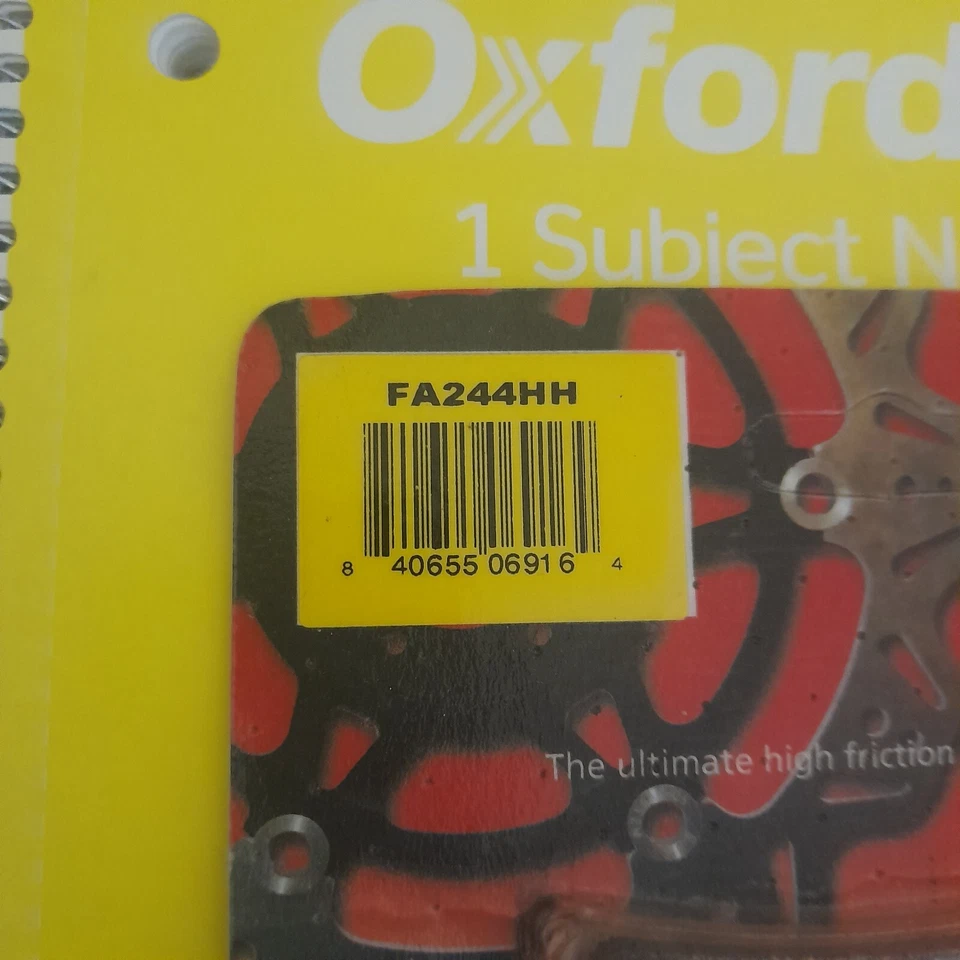 Oxford
1 Subject N
FA244HH
8 40655 06916 4
The ultimate high friction